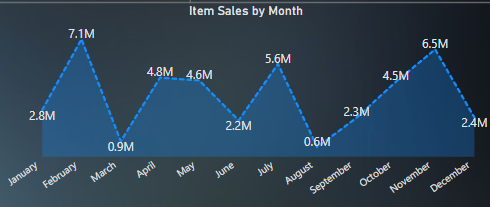 Item Sales by Month
2.8M
7.1M
0.9M
4.8M
4.6M
2.2M
5.6M
0.6M
2.3M
4.5M
6.5M
2.4M
January
February
March
April
May
June
July
August
September
October
November
December